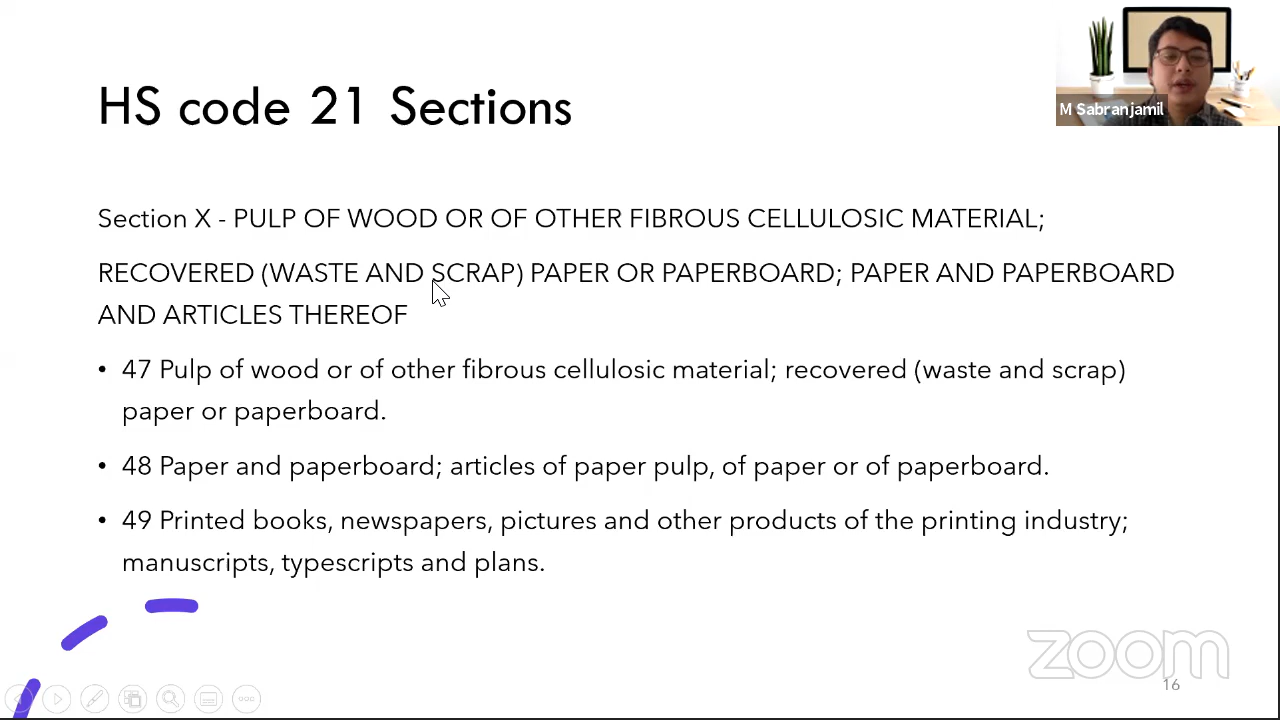 HS code 21 Sections
M Sabranjamil
Section X - PULP OF WOOD OR OF OTHER FIBROUS CELLULOSIC MATERIAL;
RECOVERED (WASTE AND SCRAP) PAPER OR PAPERBOARD; PAPER AND PAPERBOARD
AND ARTICLES THEREOF
• 47 Pulp of wood or of other fibrous cellulosic material; recovered (waste and scrap)
paper or paperboard.
• 48 Paper and paperboard; articles of paper pulp, of paper or of paperboard.
• 49 Printed books, newspapers, pictures and other products of the printing industry;
manuscripts, typescripts and plans.
zoom
16